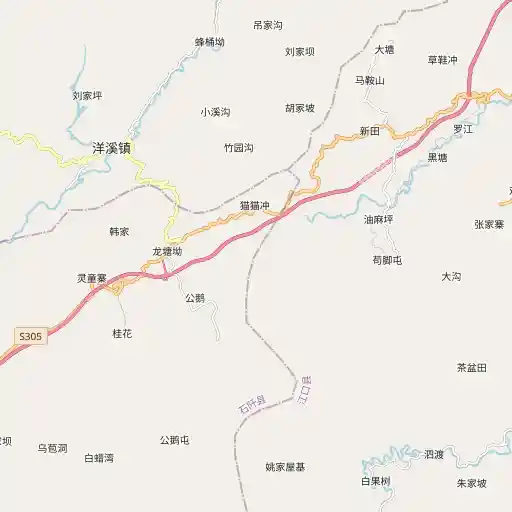 吊家沟
蜂桶坳
刘家坝
大塘
草鞋冲
马鞍山
刘家坪
小溪沟
胡家坡
新田
罗江
洋溪镇
竹园沟
黑塘
猫猫冲
油麻坪
张家寨
韩家
龙塘坳
苟脚屯
灵童寨
大沟
公鹅
S305
桂花
茶盆田
石阡县
江口县
乌苞洞
公鹅屯
白蜡湾
泗渡
姚家屋基
白果树
朱家坡